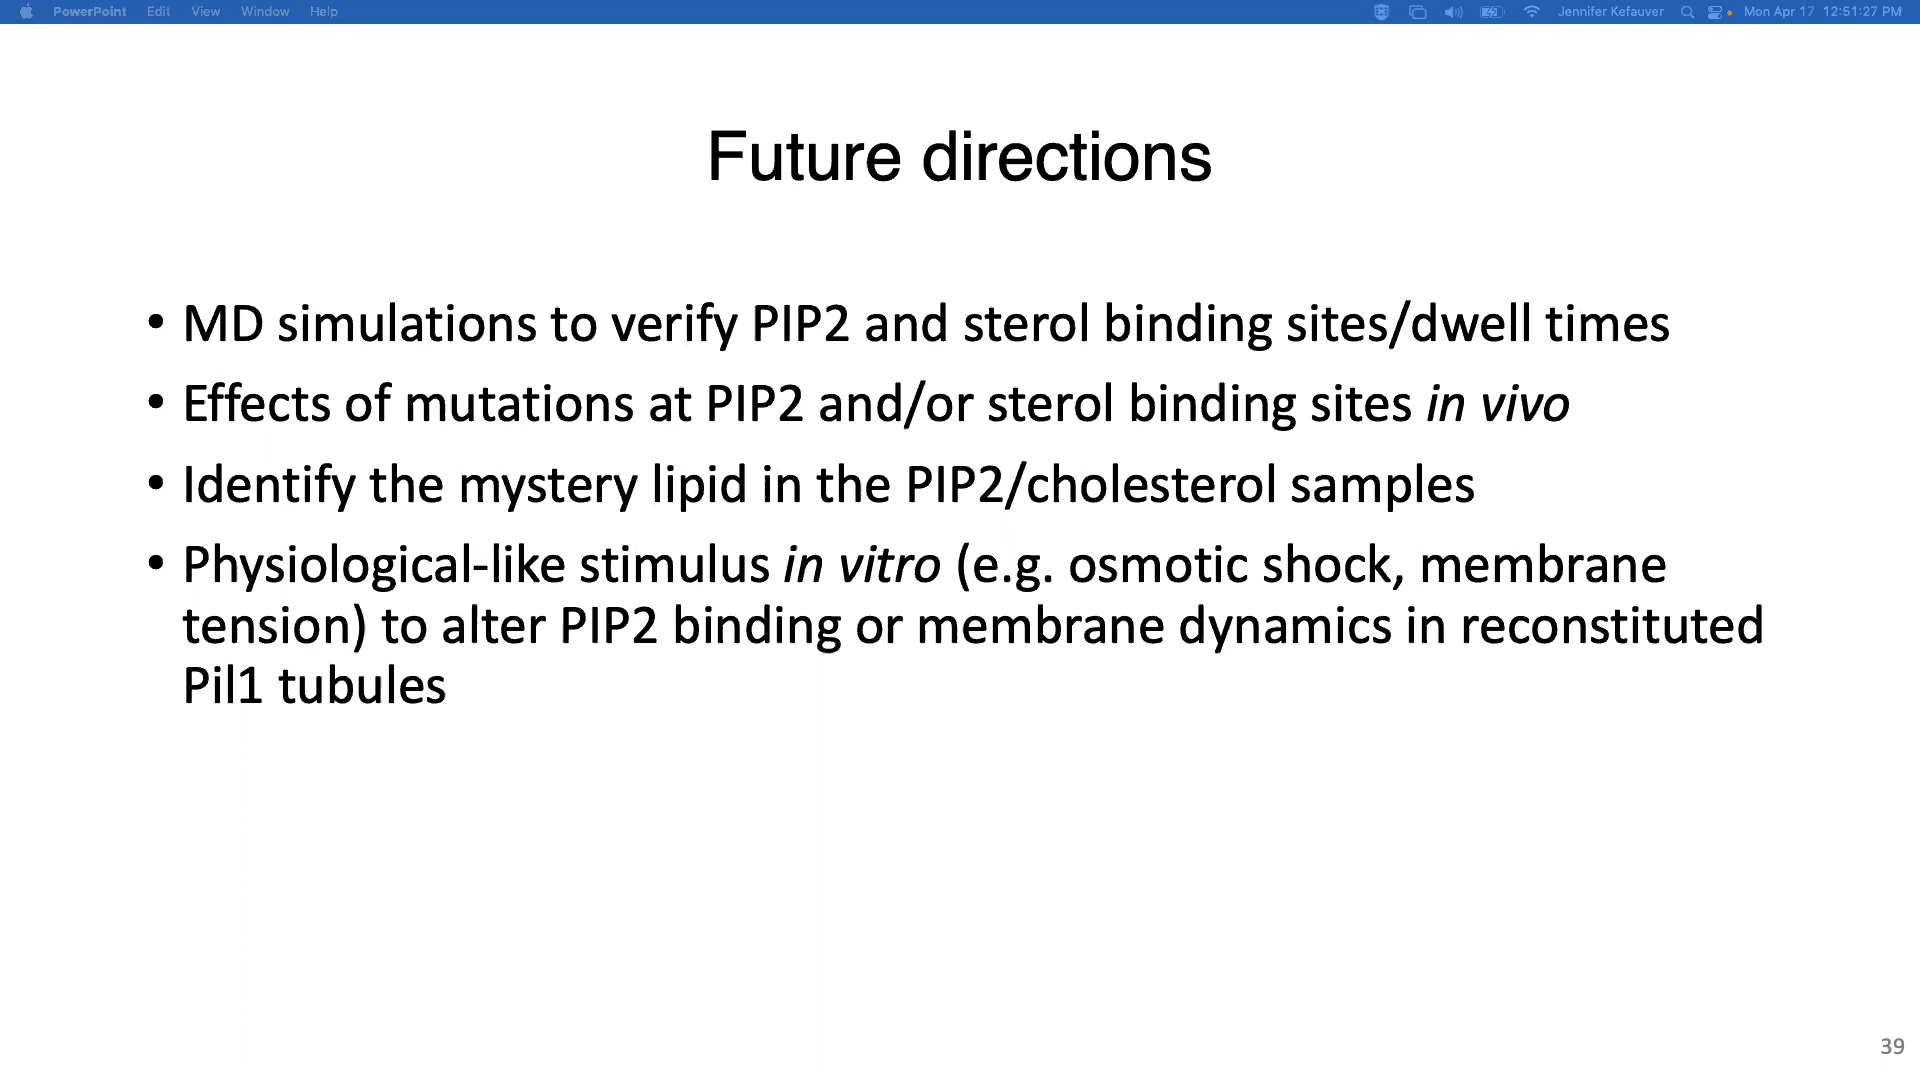 PowerPoint Edit View Window Help Jennifer Kefauver Mon Apr 17 12:51:27 PM
Future directions
• MD simulations to verify PIP2 and sterol binding sites/dwell times
• Effects of mutations at PIP2 and/or sterol binding sites in vivo
• Identify the mystery lipid in the PIP2/cholesterol samples
• Physiological-like stimulus in vitro (e.g. osmotic shock, membrane
tension) to alter PIP2 binding or membrane dynamics in reconstituted
Pil1 tubules
39